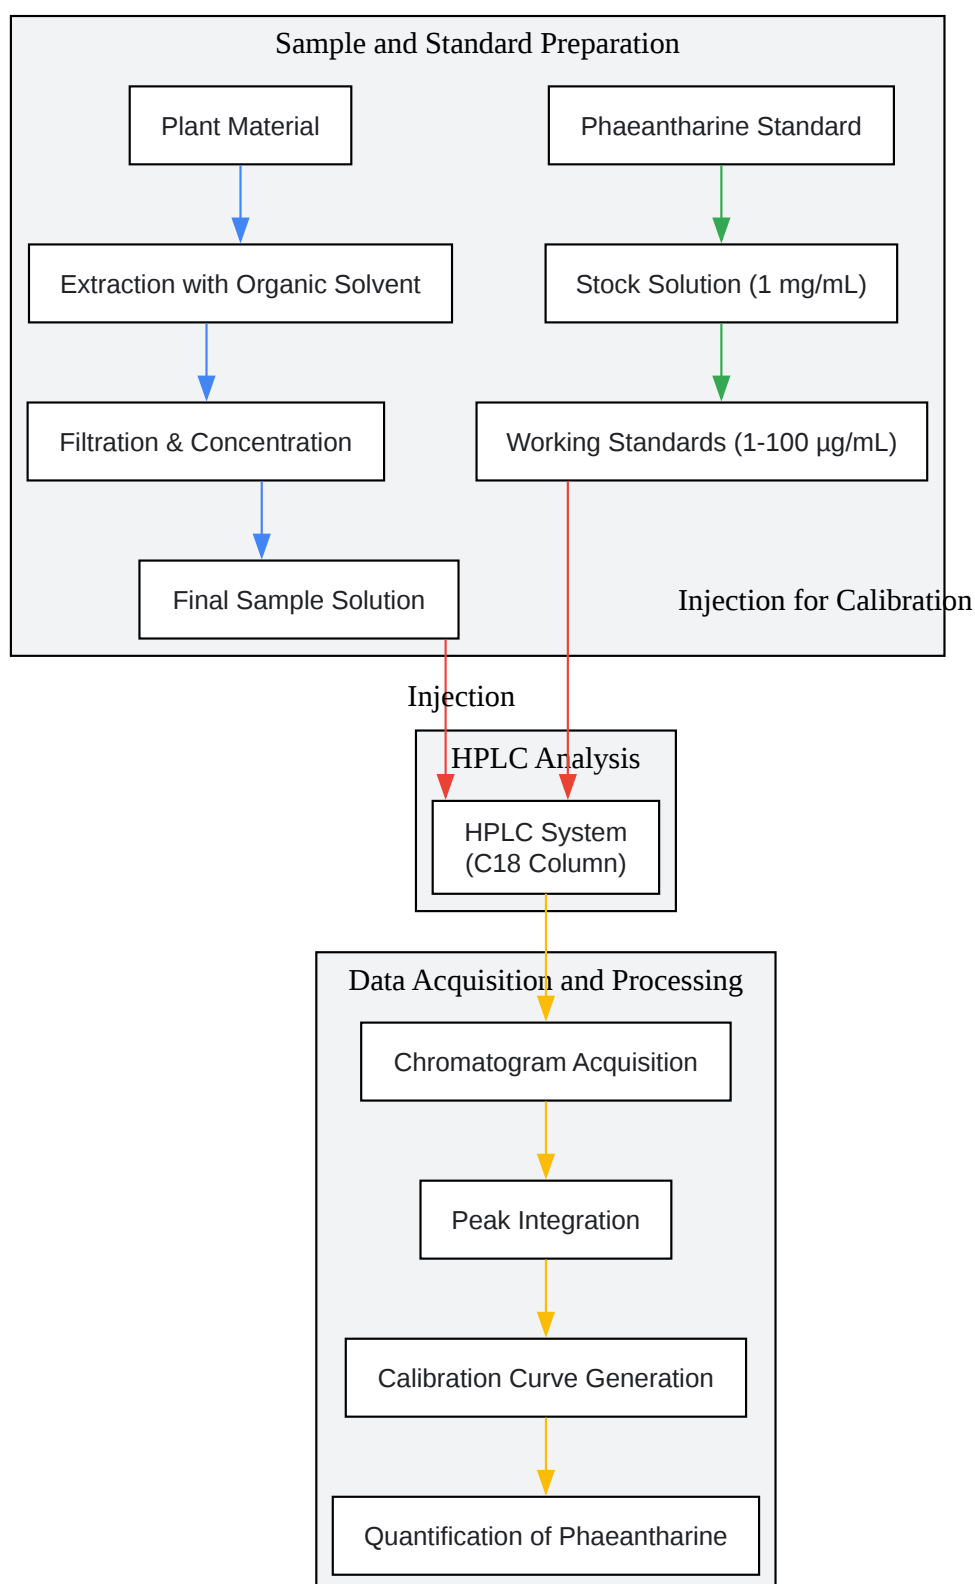 Sample and Standard Preparation
Plant Material
Phaeantharine Standard
Extraction with Organic Solvent
Stock Solution (1 mg/mL)
Filtration & Concentration
Working Standards (1-100 µg/mL)
Final Sample Solution
Injection for Calibration
Injection
HPLC Analysis
HPLC System
(C18 Column)
Data Acquisition and Processing
Chromatogram Acquisition
Peak Integration
Calibration Curve Generation
Quantification of Phaeantharine